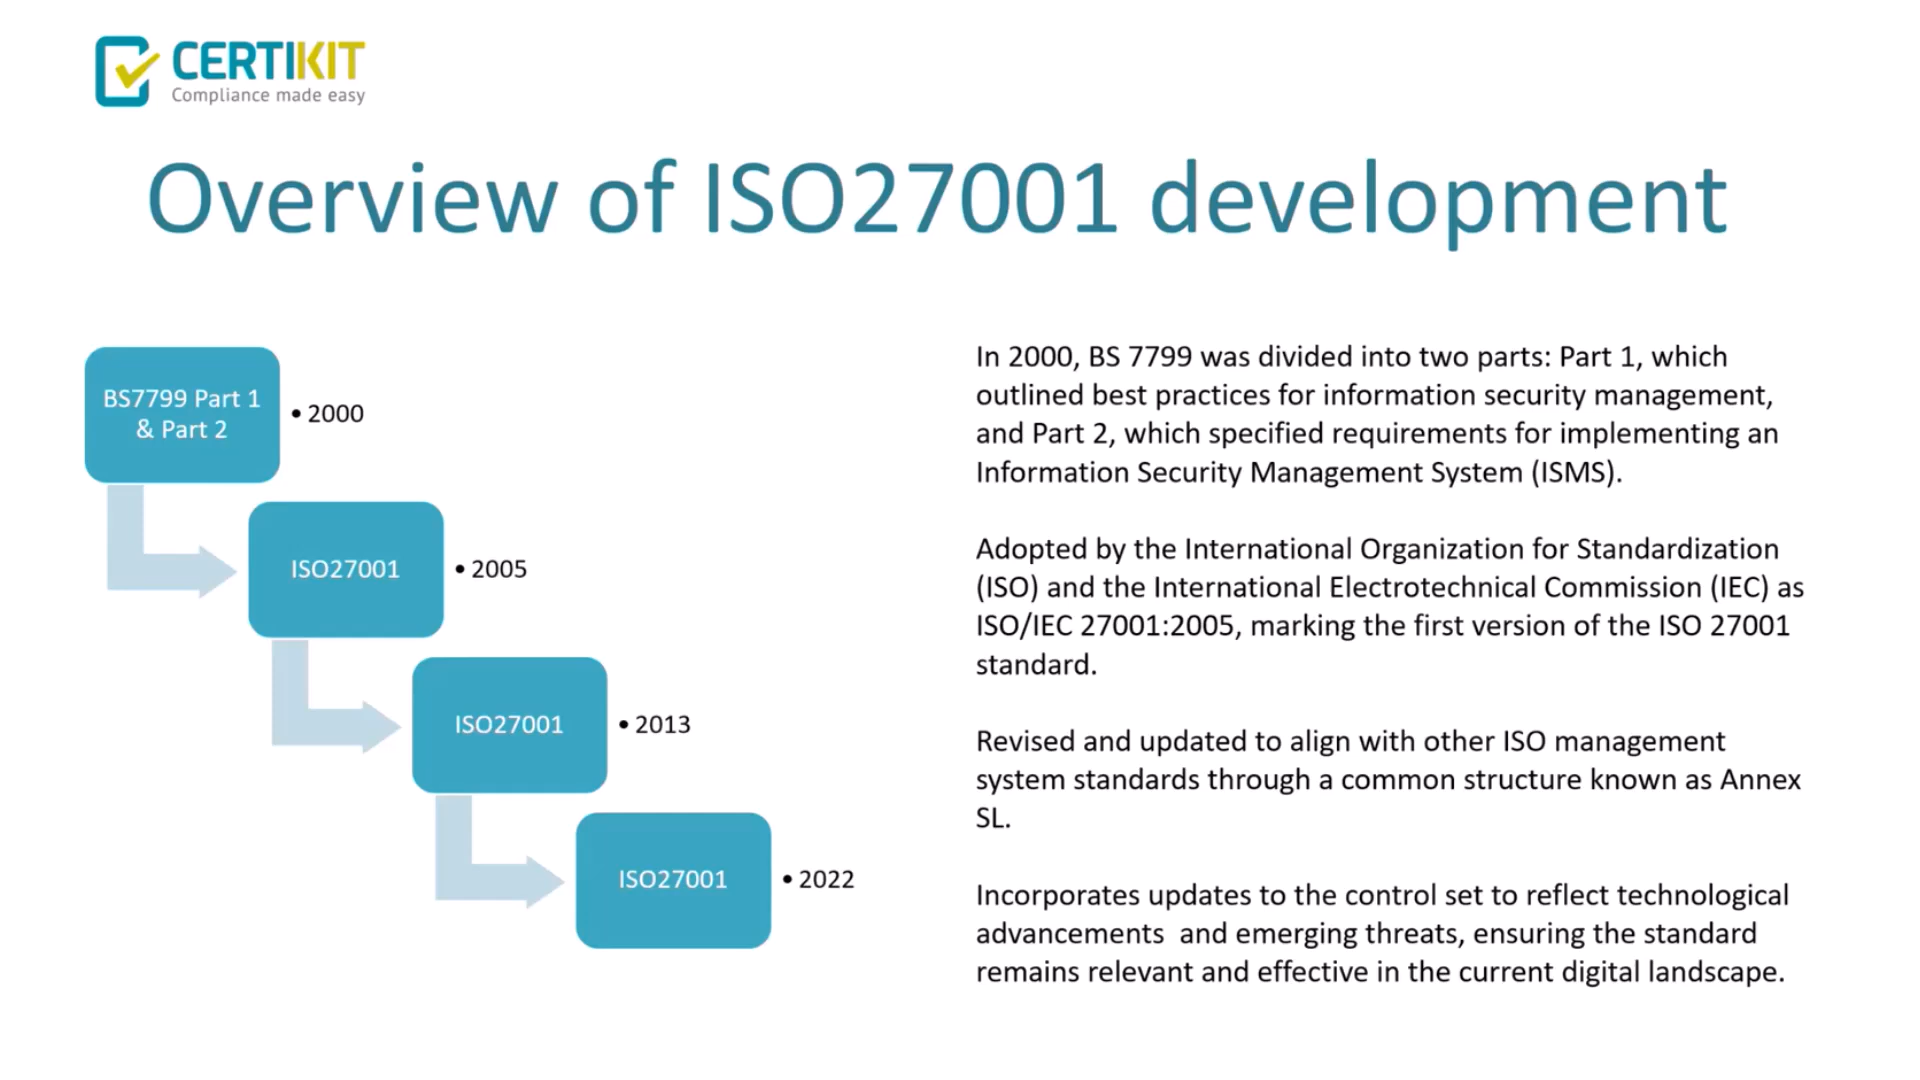 CERTIKIT
Compliance made easy
Overview of ISO27001 development
BS7799 Part 1
& Part 2
• 2000
ISO27001
• 2005
ISO27001
• 2013
ISO27001
• 2022
In 2000, BS 7799 was divided into two parts: Part 1, which
outlined best practices for information security management,
and Part 2, which specified requirements for implementing an
Information Security Management System (ISMS).
Adopted by the International Organization for Standardization
(ISO) and the International Electrotechnical Commission (IEC) as
ISO/IEC 27001:2005, marking the first version of the ISO 27001
standard.
Revised and updated to align with other ISO management
system standards through a common structure known as Annex
SL.
Incorporates updates to the control set to reflect technological
advancements  and emerging threats, ensuring the standard
remains relevant and effective in the current digital landscape.